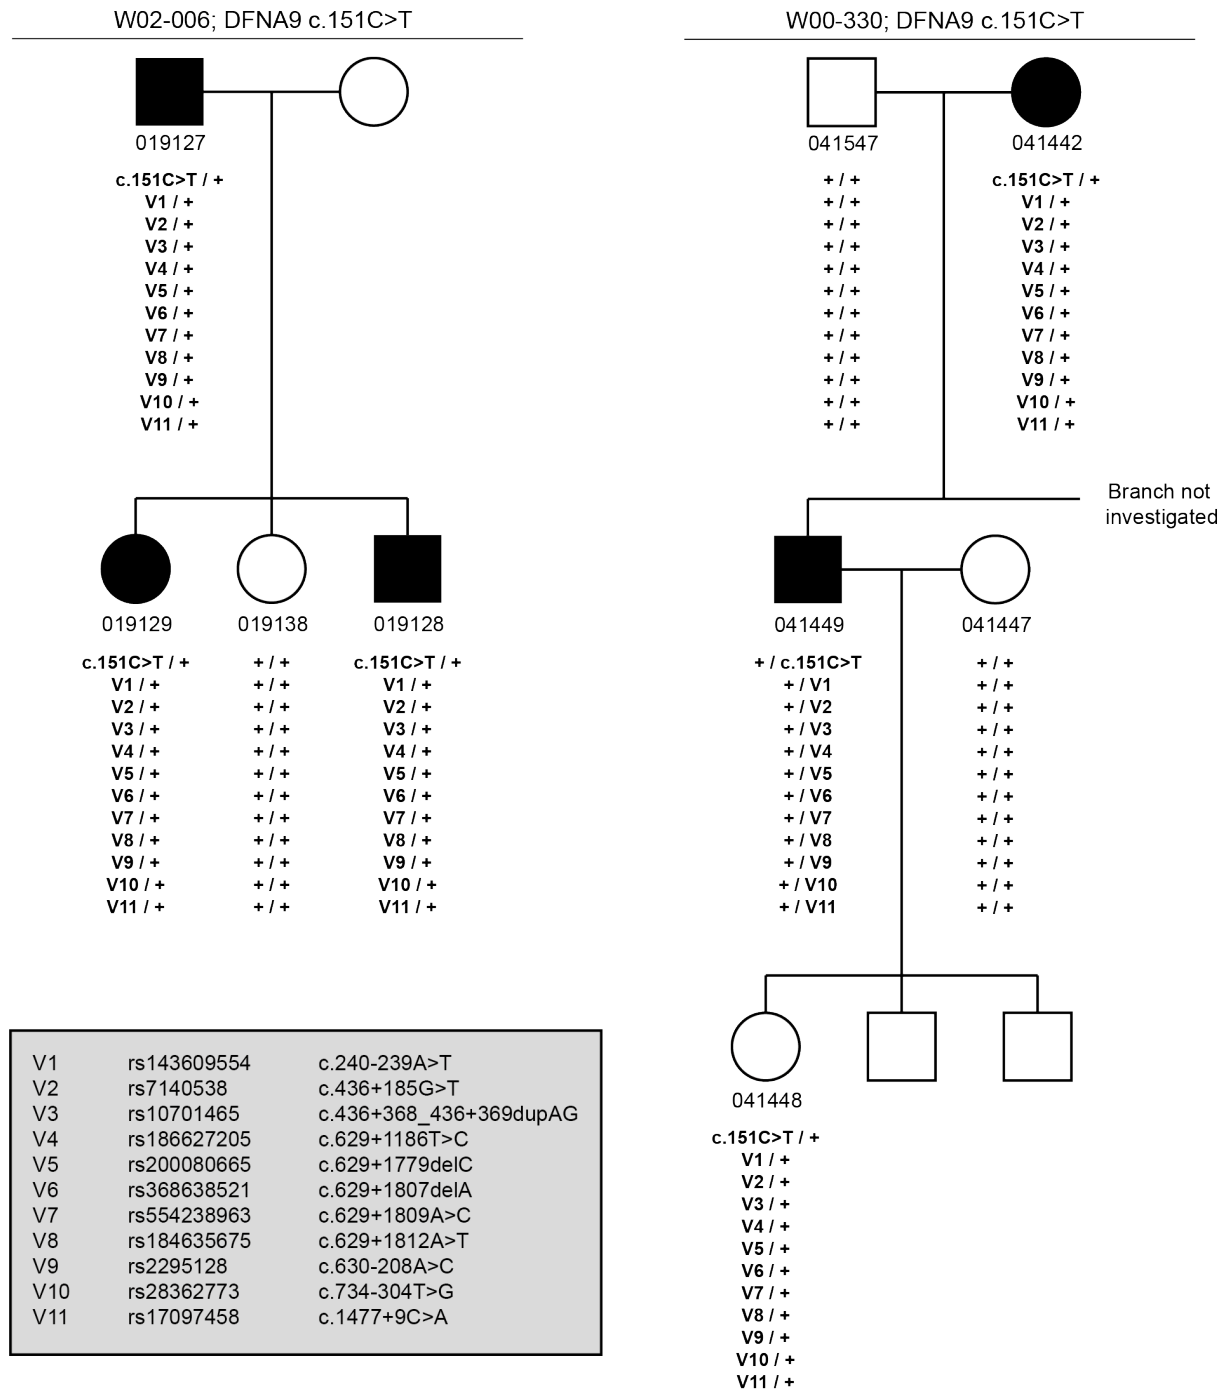 W02-006; DFNA9 c.151C>T
019127
c.151C>T / +
V1 / +
V2 / +
V3 / +
V4 / +
V5 / +
V6 / +
V7 / +
V8 / +
V9 / +
V10 / +
V11 / +
019129 019138 019128
c.151C>T / + + / + c.151C>T / +
V1 / + + / + V1 / +
V2 / + + / + V2 / +
V3 / + + / + V3 / +
V4 / + + / + V4 / +
V5 / + + / + V5 / +
V6 / + + / + V6 / +
V7 / + + / + V7 / +
V8 / + + / + V8 / +
V9 / + + / + V9 / +
V10 / + + / + V10 / +
V11 / + + / + V11 / +
V1 rs143609554 c.240-239A>T
V2 rs7140538 c.436+185G>T
V3 rs10701465 c.436+368_436+369dupAG
V4 rs186627205 c.629+1186T>C
V5 rs200080665 c.629+1779delC
V6 rs368638521 c.629+1807delA
V7 rs554238963 c.629+1809A>C
V8 rs184635675 c.629+1812A>T
V9 rs2295128 c.630-208A>C
V10 rs28362773 c.734-304T>G
V11 rs17097458 c.1477+9C>A
W00-330; DFNA9 c.151C>T
041547 041442
+ / + c.151C>T / +
+ / + V1 / +
+ / + V2 / +
+ / + V3 / +
+ / + V4 / +
+ / + V5 / +
+ / + V6 / +
+ / + V7 / +
+ / + V8 / +
+ / + V9 / +
+ / + V10 / +
+ / + V11 / +
Branch not
investigated
041449 041447
+ / c.151C>T + / +
+ / V1 + / +
+ / V2 + / +
+ / V3 + / +
+ / V4 + / +
+ / V5 + / +
+ / V6 + / +
+ / V7 + / +
+ / V8 + / +
+ / V9 + / +
+ / V10 + / +
+ / V11 + / +
041448
c.151C>T / +
V1 / +
V2 / +
V3 / +
V4 / +
V5 / +
V6 / +
V7 / +
V8 / +
V9 / +
V10 / +
V11 / +